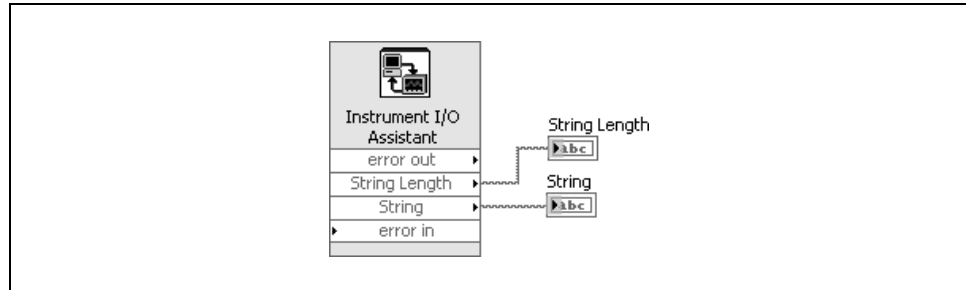 Instrument I/O
Assistant
error out
String Length
String
error in
String Length
abc
String
abc